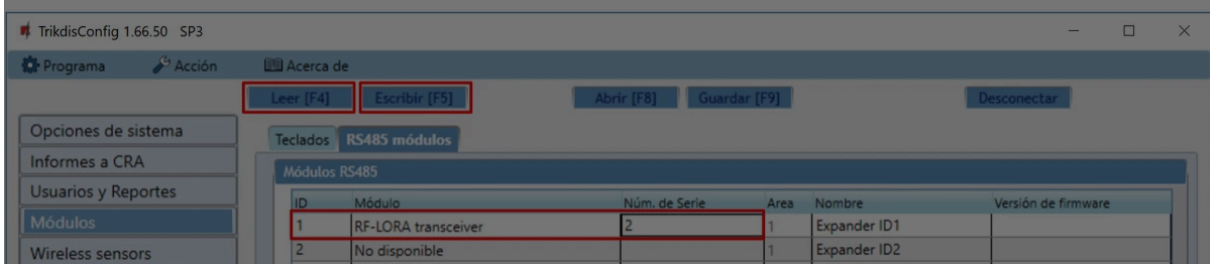 TrikdisConfig 1.66.50 SP3
Programa Acción Acerca de
Leer [F4] Escribir [F5] Abrir [F8] Guardar [F9] Desconectar
Opciones de sistema
Teclados RS485 módulos
Informes a CRA
Módulos RS485
Usuarios y Reportes
ID Módulo Núm. de Serie Area Nombre Versión de firmware
Módulos
1 RF-LORA transceiver 2 1 Expander ID1
Wireless sensors
2 No disponible 1 Expander ID2